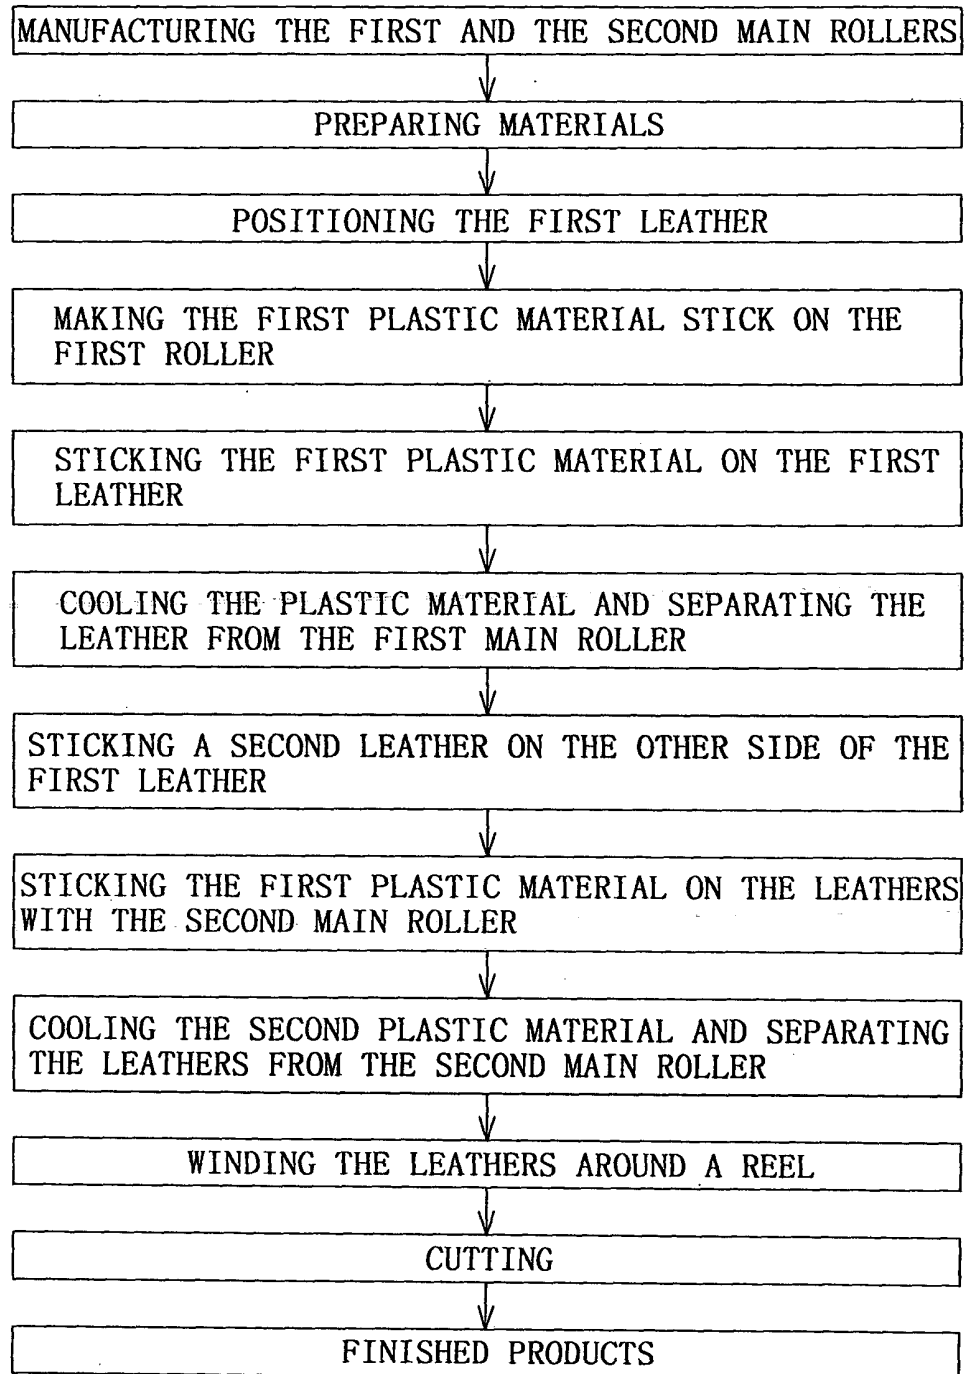 MANUFACTURING THE FIRST AND THE SECOND MAIN ROLLERS
PREPARING MATERIALS
POSITIONING THE FIRST LEATHER
MAKING THE FIRST PLASTIC MATERIAL STICK ON THE
FIRST ROLLER
STICKING THE FIRST PLASTIC MATERIAL ON THE FIRST
LEATHER
COOLING THE PLASTIC MATERIAL AND SEPARATING THE
LEATHER FROM THE FIRST MAIN ROLLER
STICKING A SECOND LEATHER ON THE OTHER SIDE OF THE
FIRST LEATHER
STICKING THE FIRST PLASTIC MATERIAL ON THE LEATHERS
WITH THE SECOND MAIN ROLLER
COOLING THE SECOND PLASTIC MATERIAL AND SEPARATING
THE LEATHERS FROM THE SECOND MAIN ROLLER
WINDING THE LEATHERS AROUND A REEL
CUTTING
FINISHED PRODUCTS